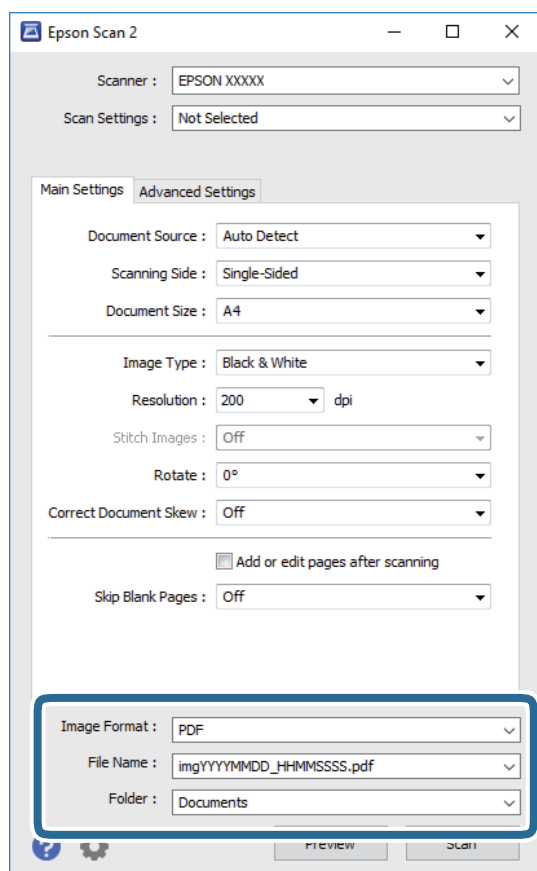 Epson Scan 2
Scanner : EPSON XXXXX
Scan Settings : Not Selected
Main Settings Advanced Settings
Document Source : Auto Detect
Scanning Side : Single-Sided
Document Size : A4
Image Type : Black & White
Resolution : 200 dpi
Stitch Images : Off
Rotate : 0°
Correct Document Skew : Off
Add or edit pages after scanning
Skip Blank Pages : Off
Image Format : PDF
File Name : imgYYYYMMDD_HHMMSSSS.pdf
Folder : Documents
? Preview Scan